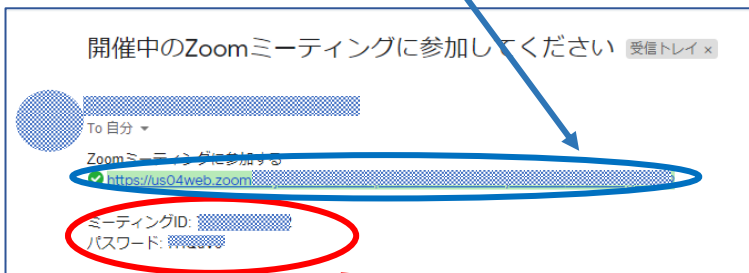 開催中のZoomミーティングに参加してください 受信トレイ ×
To 自分
Zoomミーティングに参加する
https://us04web.zoom
ミーティングID:
パスワード: